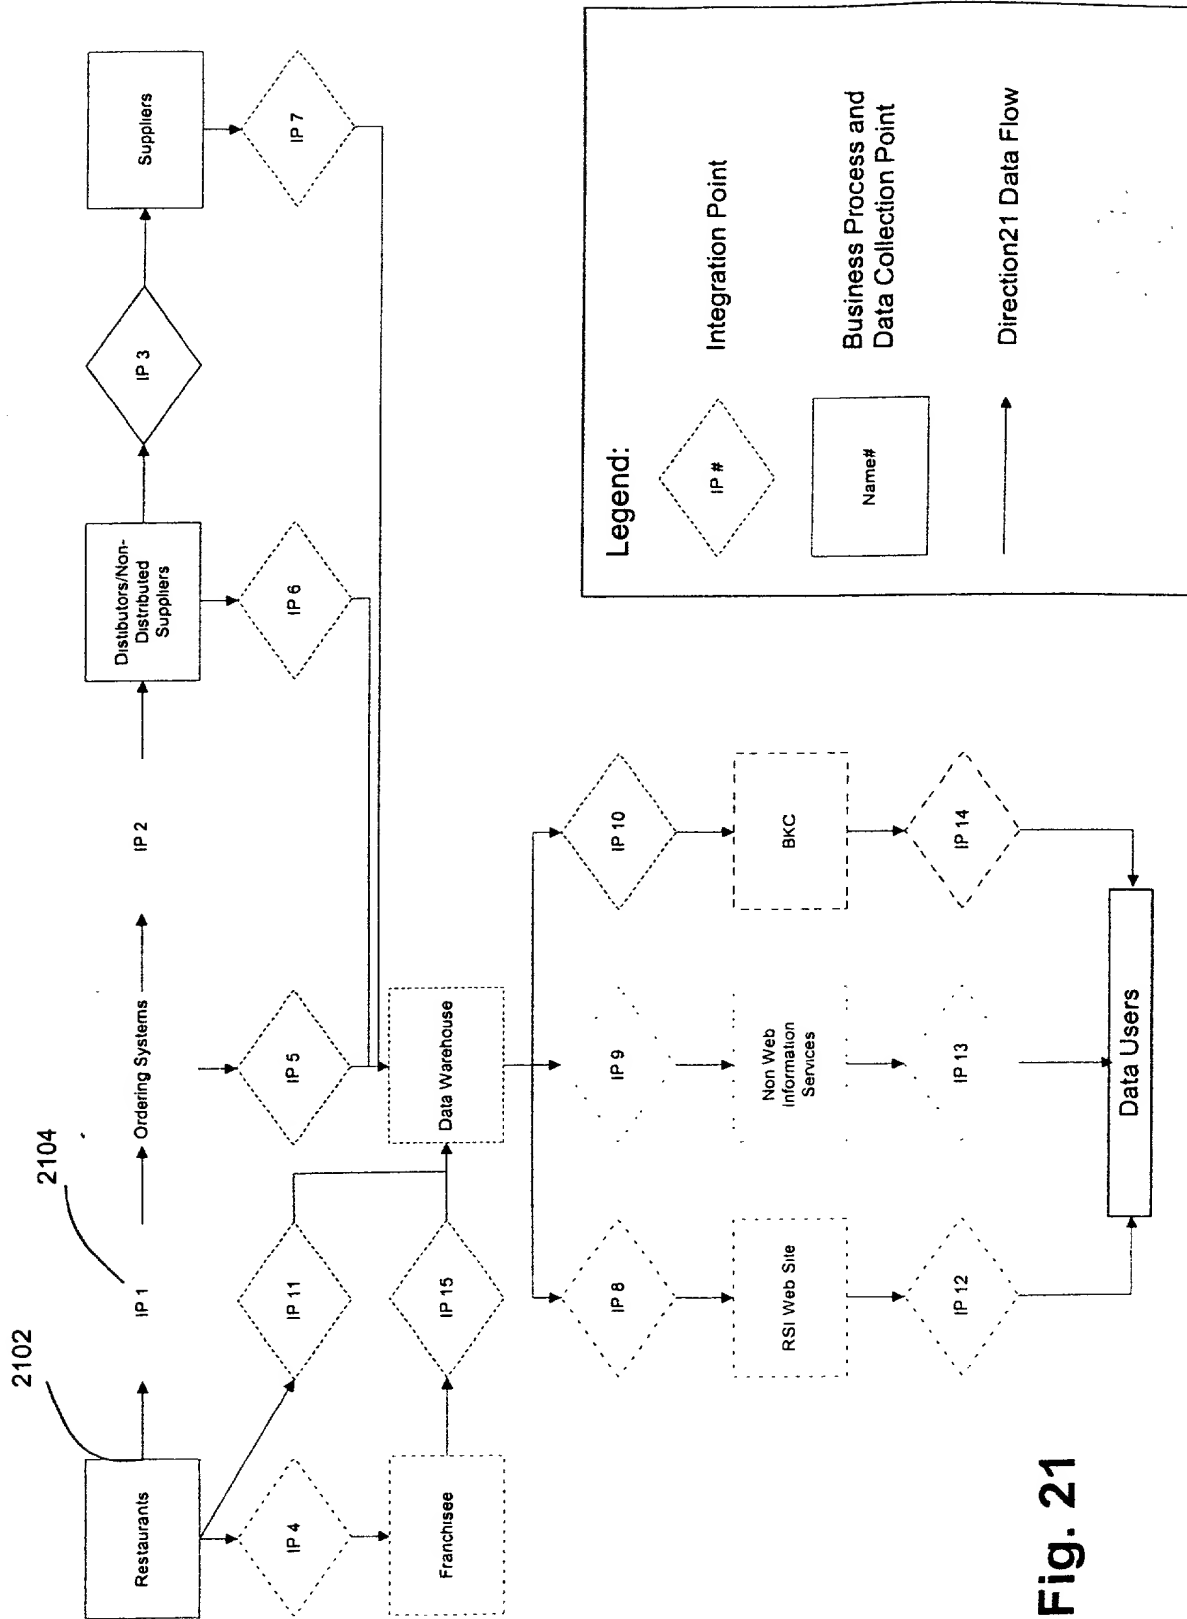 2102
2104
Restaurants
IP 1
Ordering Systems
IP 2
Distibutors/Non-
Distributed
Suppliers
IP 3
Suppliers
IP 4
IP 11
IP 5
IP 6
IP 7
Franchisee
IP 15
Data Warehouse
IP 8
IP 9
IP 10
RSI Web Site
Non Web
Information
Services
BKC
IP 12
IP 13
IP 14
Data Users
Legend:
IP #
Integration Point
Name#
Business Process and
Data Collection Point
Direction21 Data Flow
Fig. 21